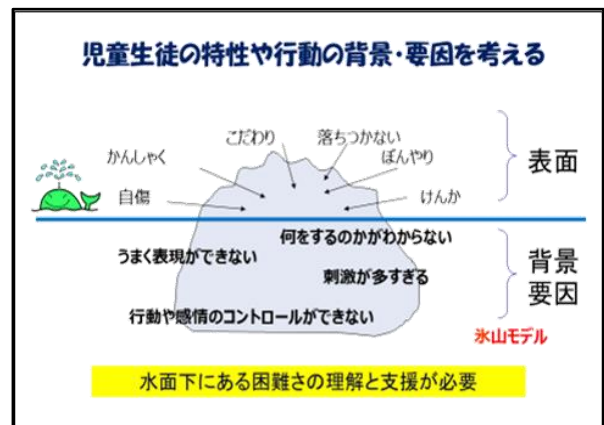 児童生徒の特性や行動の背景・要因を考える
こだわり
落ちつかない
かんしゃく
ぼんやり
表面
自傷
けんか
何をするのかがわからない
うまく表現ができない
背景
刺激が多すぎる
要因
行動や感情のコントロールができない
氷山モデル
水面下にある困難さの理解と支援が必要